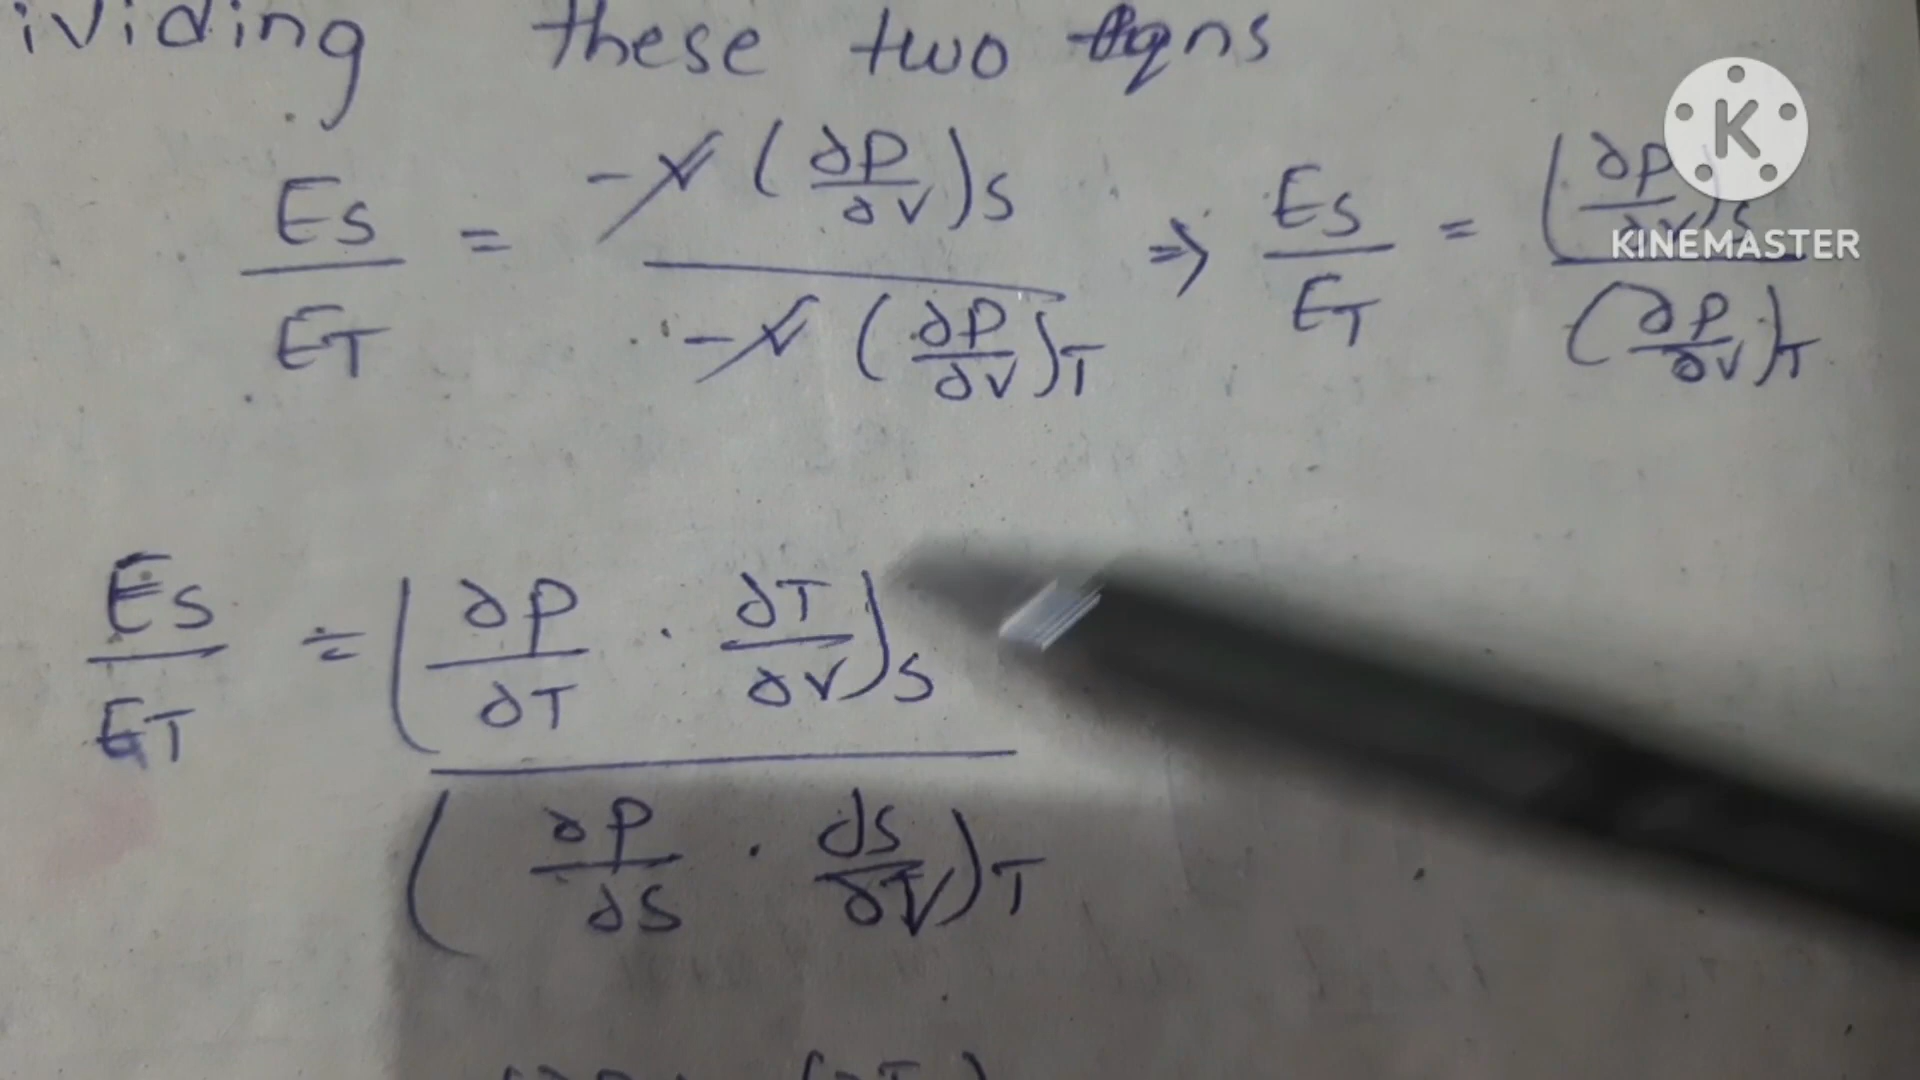 ividing these two eqns
Es/ET = -V (∂P/∂V)s / -V (∂P/∂V)T ⇒ Es/ET = (∂P/∂V)s / (∂P/∂V)T
KINEMASTER
Es/ET = (∂P/∂T · ∂T/∂V)s / (∂P/∂S · ∂S/∂V)T